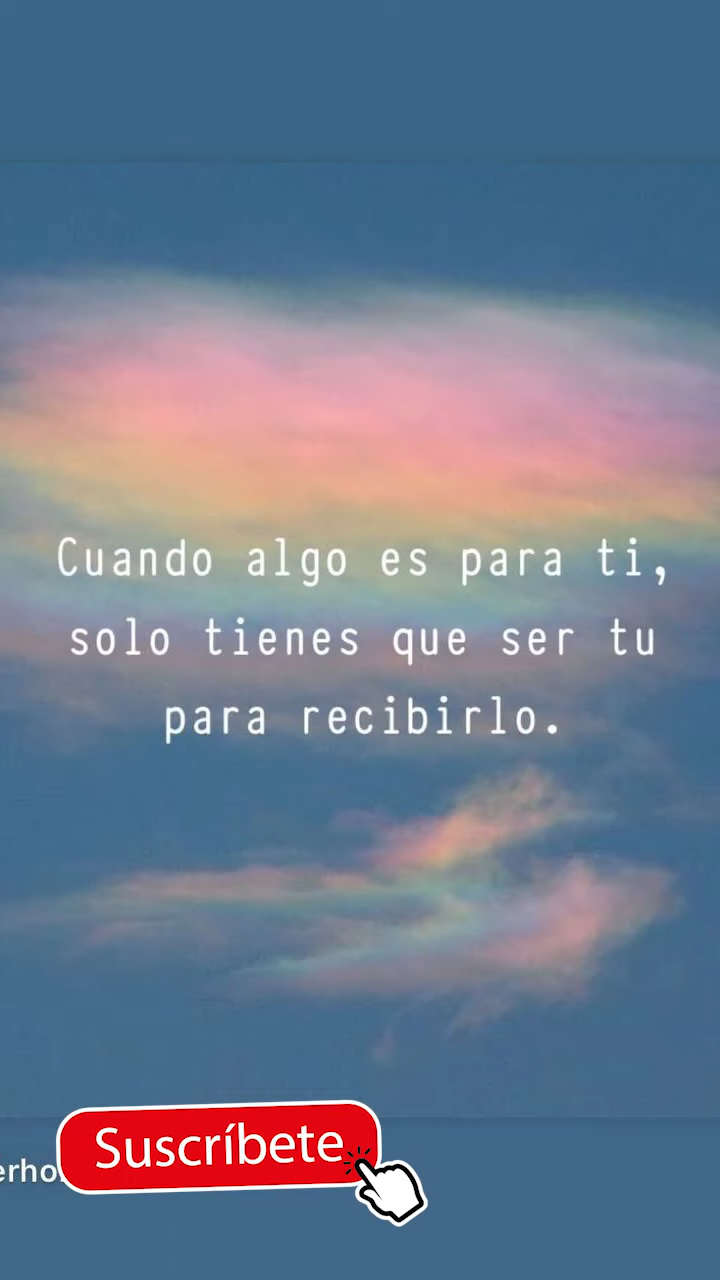 Cuando algo es para ti,
solo tienes que ser tu
para recibirlo.
Suscríbete